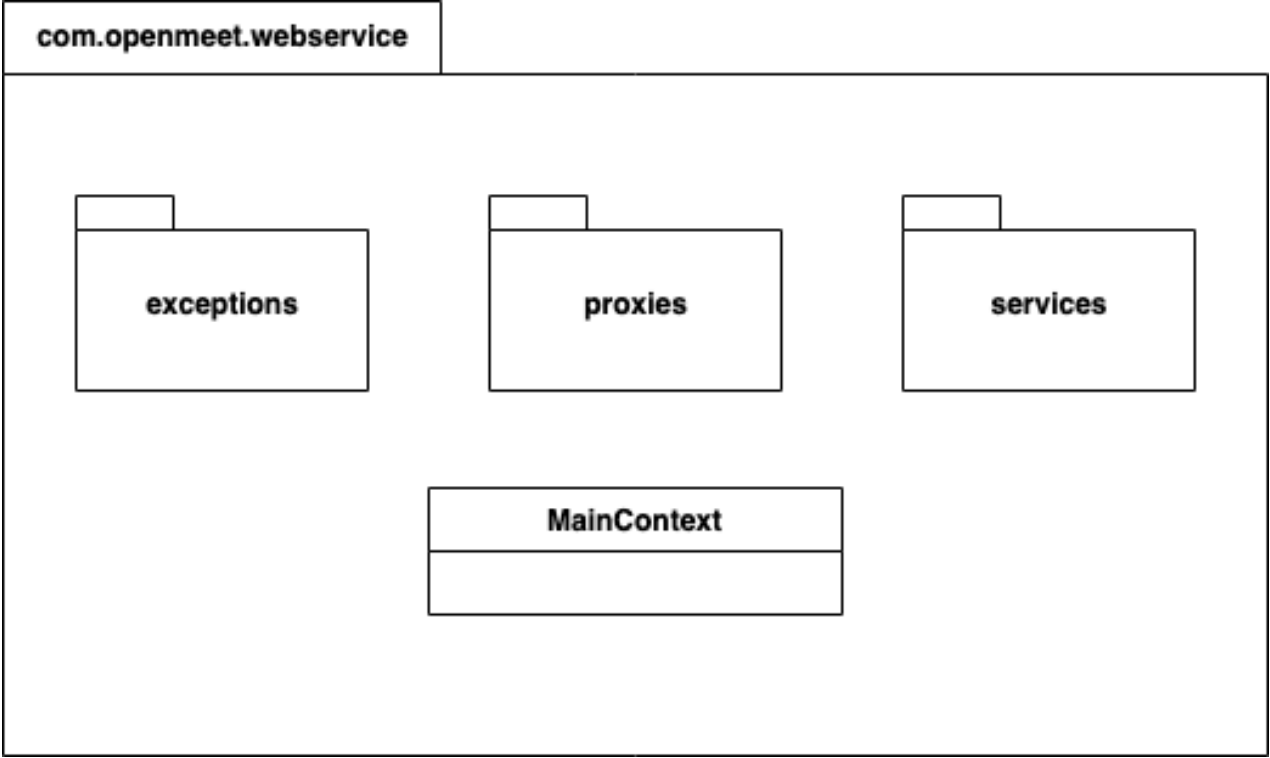 com.openmeet.webservice
exceptions
proxies
services
MainContext